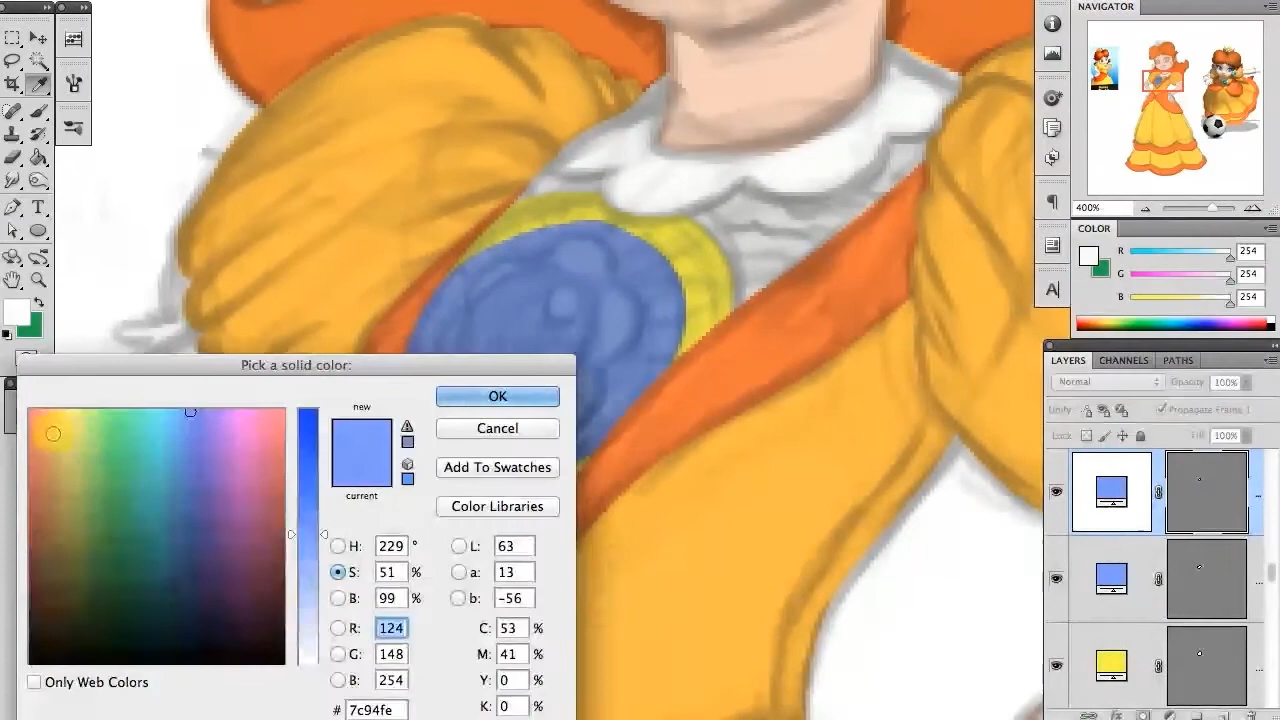 NAVIGATOR
400%
COLOR
R 254
G 254
B 254
T
A
Pick a solid color:
new
current
OK
Cancel
Add To Swatches
Color Libraries
H: 229 °
S: 51 %
B: 99 %
R: 124
G: 148
B: 254
# 7c94fe
L: 63
a: 13
b: -56
C: 53 %
M: 41 %
Y: 0 %
K: 0 %
Only Web Colors
LAYERS CHANNELS PATHS
Normal Opacity: 100%
Unify: Propagate Frame 1
Lock: Fill: 100%